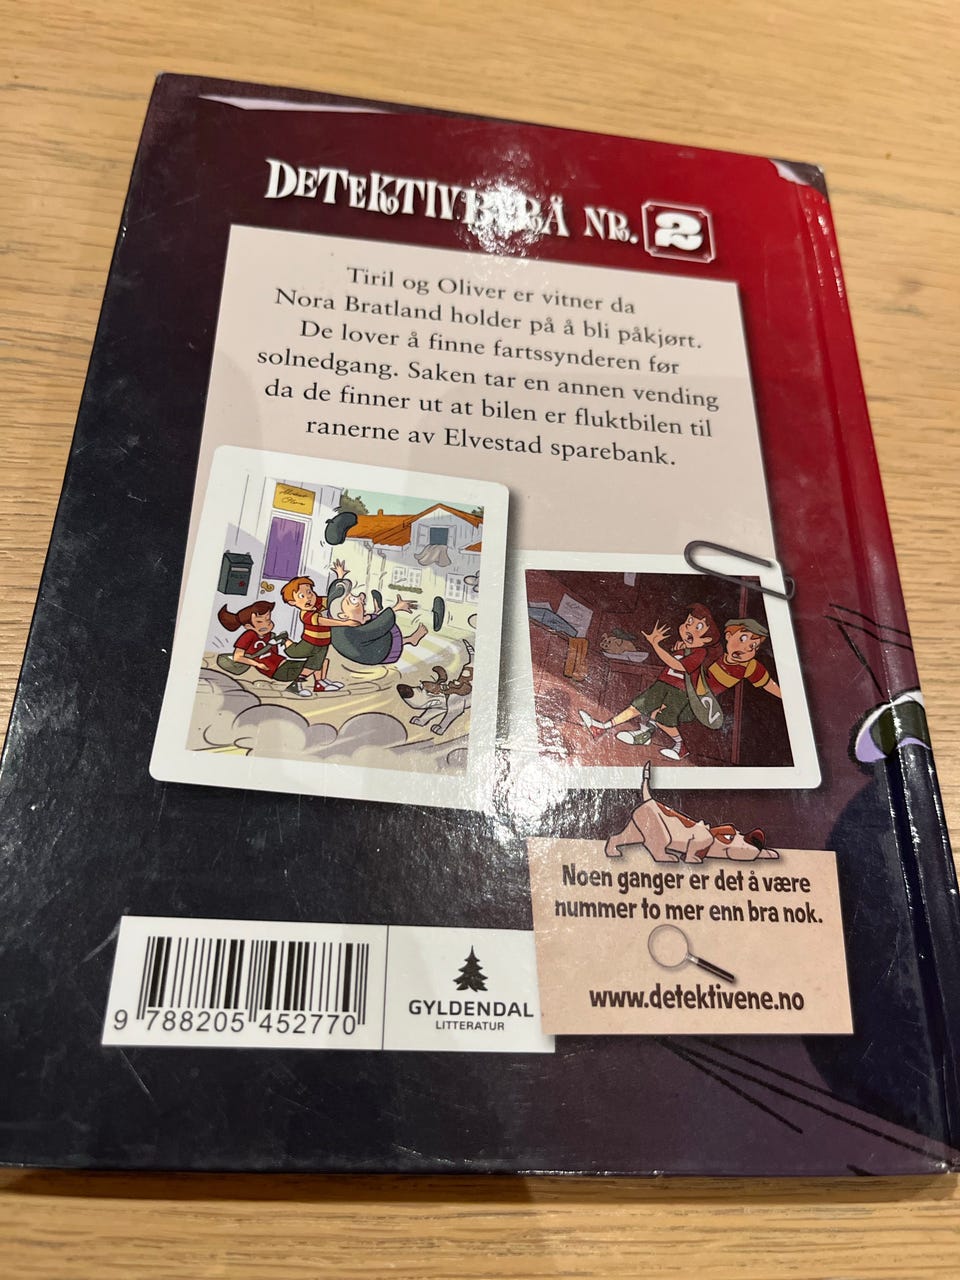 DETEKTIVBYRÅ NR. 2
Tiril og Oliver er vitner da
Nora Bratland holder på å bli påkjørt.
De lover å finne fartssynderen før
solnedgang. Saken tar en annen vending
da de finner ut at bilen er fluktbilen til
ranerne av Elvestad sparebank.
2
2
Noen ganger er det å være
nummer to mer enn bra nok.
www.detektivene.no
9 788205 452770
GYLDENDAL
LITTERATUR